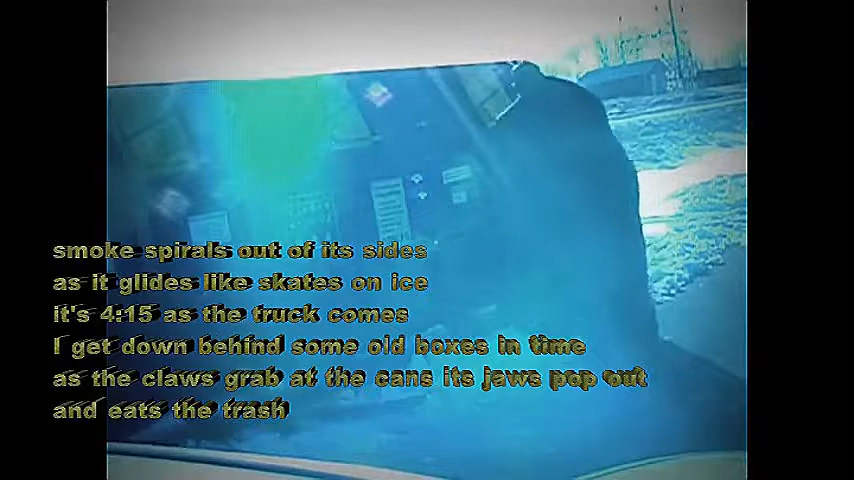 smoke spirals out of its sides
as it glides like skates on ice
it's 4:15 as the truck comes
I get down behind some old boxes in time
as the claws grab at the cans its jaws pop out
and eats the trash